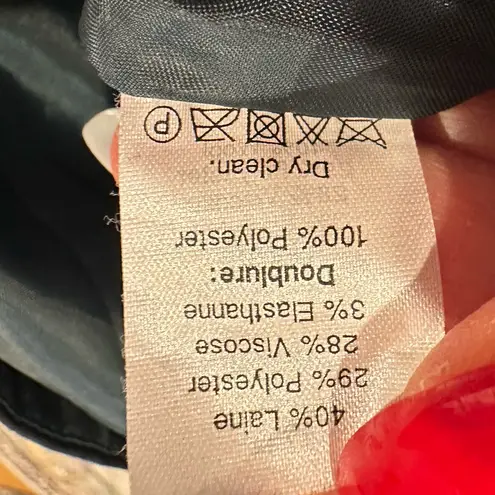 40% Laine
29% Polyester
28% Viscose
3% Elasthanne
Doublure:
100% Polyester
Dry clean.
P